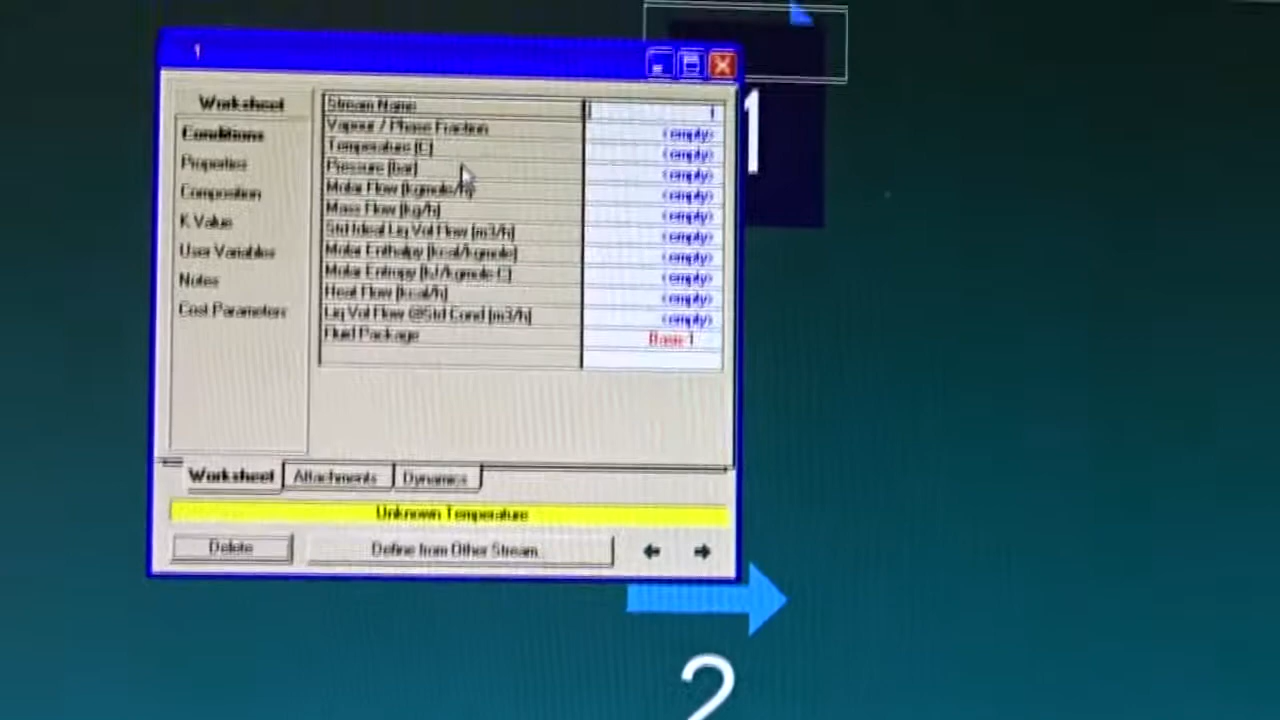 1
Worksheet
Conditions
Properties
Composition
K Value
User Variables
Notes
Cost Parameters
Stream Name 1
Vapour / Phase Fraction <empty>
Temperature [C] <empty>
Pressure [bar] <empty>
Molar Flow [kgmole/h] <empty>
Mass Flow [kg/h] <empty>
Std Ideal Liq Vol Flow [m3/h] <empty>
Molar Enthalpy [kcal/kgmole] <empty>
Molar Entropy [kJ/kgmole-C] <empty>
Heat Flow [kcal/h] <empty>
Liq Vol Flow @Std Cond [m3/h] <empty>
Fluid Package Basis-1
Worksheet Attachments Dynamics
Unknown Temperature
Delete Define from Other Stream...
1
2